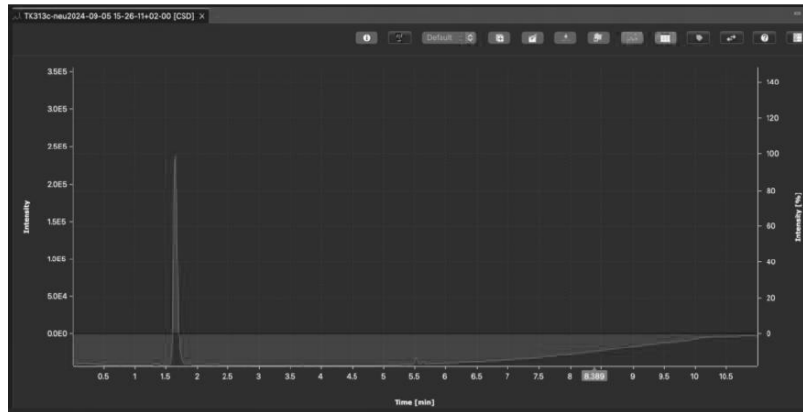 TK313c-neu2024-09-05 15-26-11+02-00 [CSD] ×
Default
3.5E5
3.0E5
2.5E5
2.0E5
1.5E5
1.0E5
5.0E4
0.0E0
Intensity
140
120
100
80
60
40
20
0
Intensity [%]
0.5 1 1.5 2 2.5 3 3.5 4 4.5 5 5.5 6 6.5 7 7.5 8 8.389 9 9.5 10 10.5
Time [min]